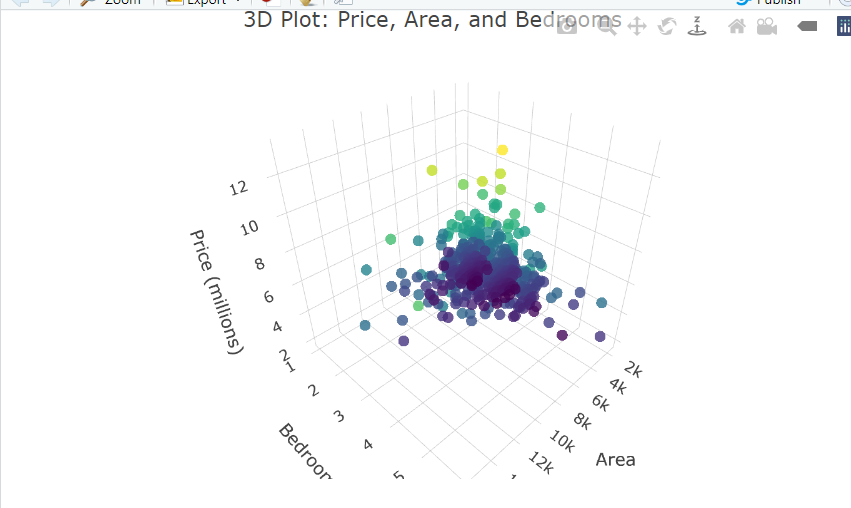 Zoom Export Publish
3D Plot: Price, Area, and Bedrooms
Z
12
10
8
6
4
2
Price (millions)
1
2
3
4
5
Bedroom
2k
4k
6k
8k
10k
12k
Area